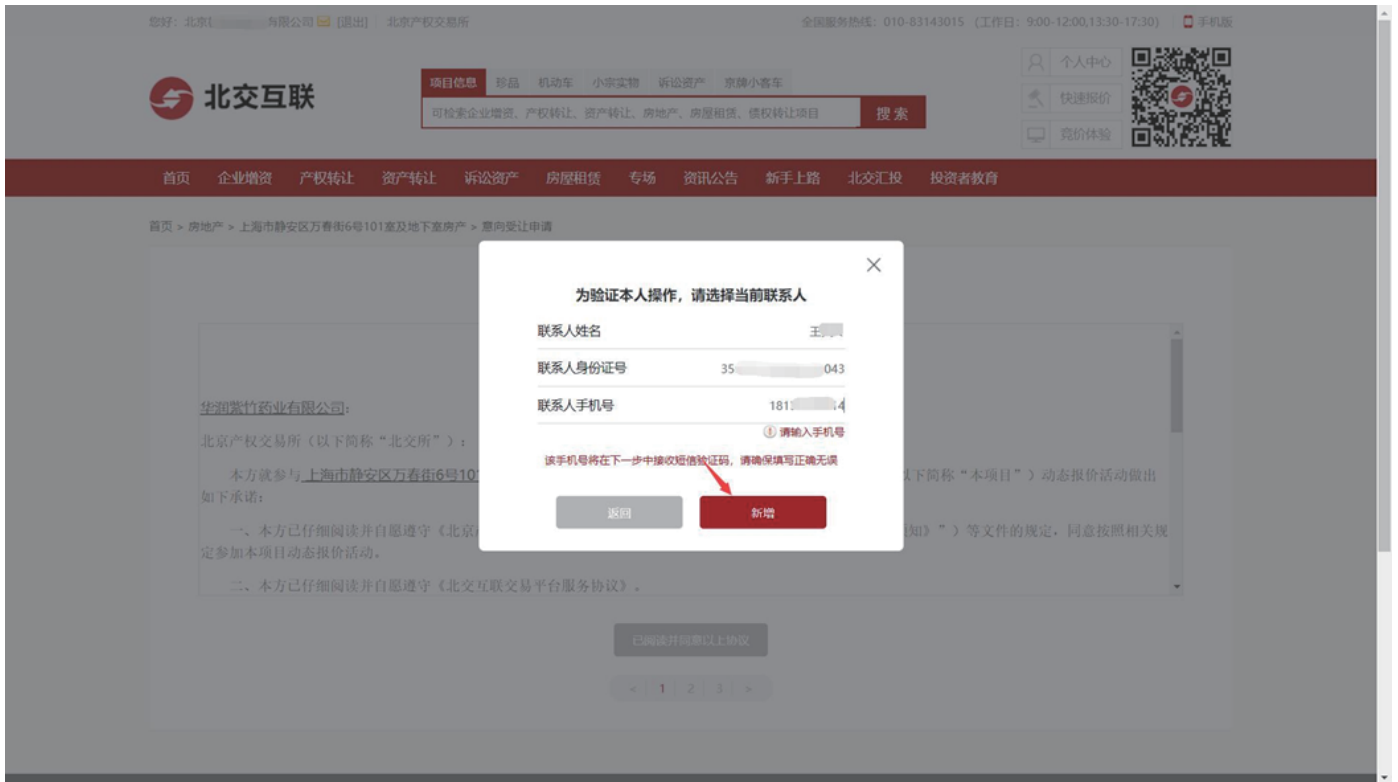 您好：北京 有限公司 [退出] 北京产权交易所
全国服务热线：010-83143015（工作日：9:00-12:00,13:30-17:30） 手机版
北交互联
项目信息 珍品 机动车 小宗实物 诉讼资产 京牌小客车
可检索企业增资、产权转让、资产转让、房地产、房屋租赁、债权转让项目 搜索
个人中心
快速报价
竞价体验
首页 企业增资 产权转让 资产转让 诉讼资产 房屋租赁 专场 资讯公告 新手上路 北交汇投 投资者教育
首页 > 房地产 > 上海市静安区万春街6号101室及地下室房产 > 意向受让申请
为验证本人操作，请选择当前联系人
联系人姓名 王
联系人身份证号 35 043
联系人手机号 181 4
请输入手机号
该手机号将在下一步中接收短信验证码，请确保填写正确无误
返回 新增
华润紫竹药业有限公司：
北京产权交易所（以下简称“北交所”）：
本方就参与 上海市静安区万春街6号10 以下简称“本项目”）动态报价活动做出
如下承诺：
一、本方已仔细阅读并自愿遵守《北京 知》”）等文件的规定，同意按照相关规
定参加本项目动态报价活动。
二、本方已仔细阅读并自愿遵守《北交互联交易平台服务协议》。
已阅读并同意以上协议
< 1 2 3 >